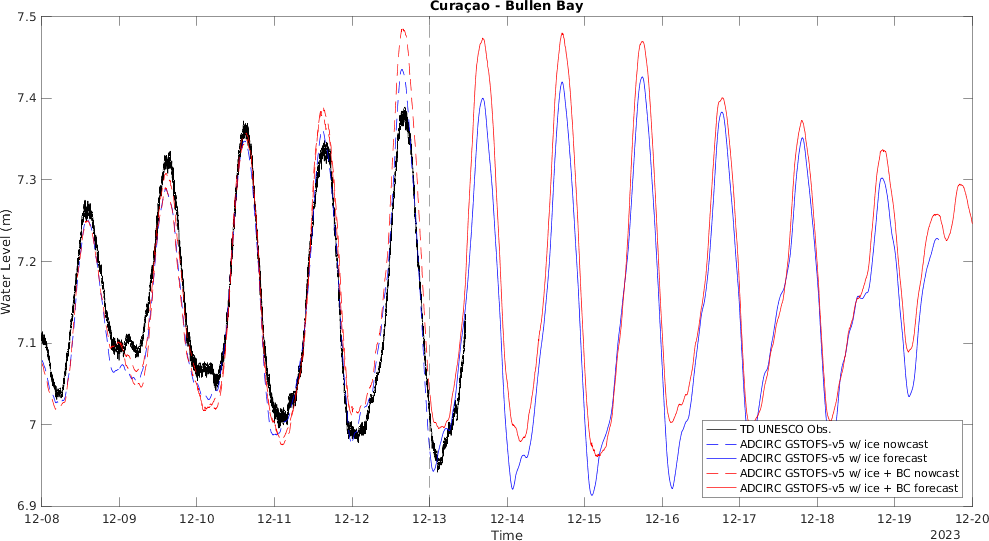 Curaçao - Bullen Bay
7.5
7.4
7.3
7.2
7.1
7
6.9
Water Level (m)
TD UNESCO Obs.
ADCIRC GSTOFS-v5 w/ ice nowcast
ADCIRC GSTOFS-v5 w/ ice forecast
ADCIRC GSTOFS-v5 w/ ice + BC nowcast
ADCIRC GSTOFS-v5 w/ ice + BC forecast
12-08 12-09 12-10 12-11 12-12 12-13 12-14 12-15 12-16 12-17 12-18 12-19 12-20
Time
2023